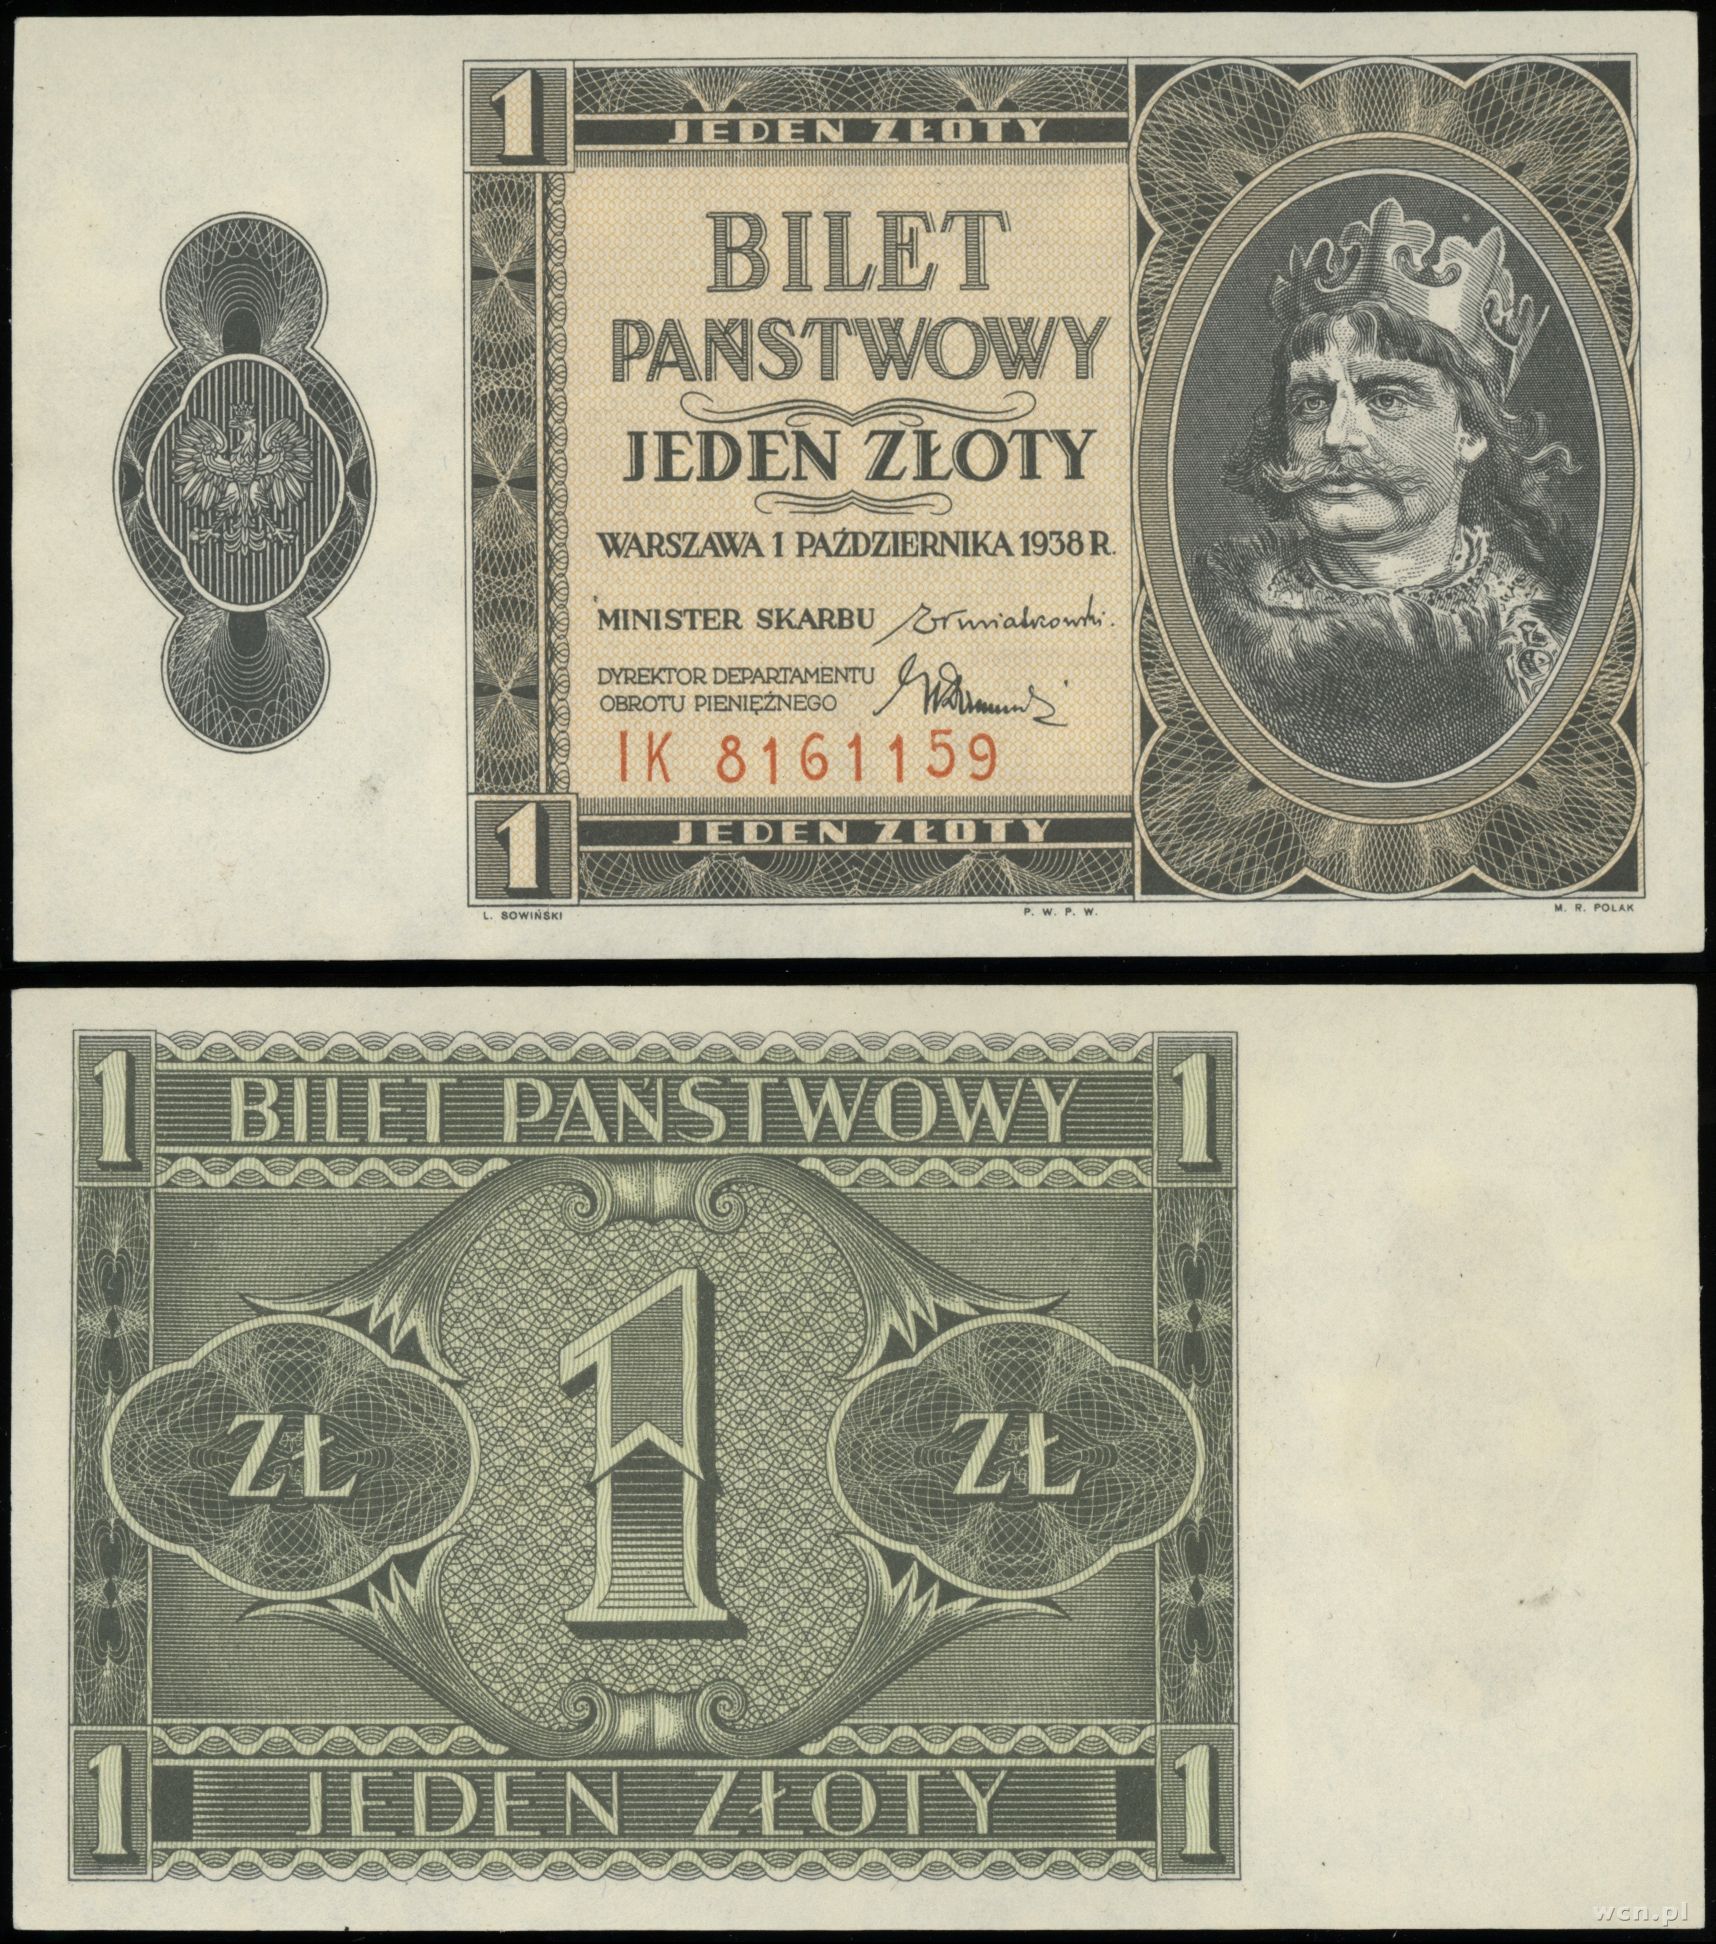 1
JEDEN ZŁOTY
BILET
PAŃSTWOWY
JEDEN ZŁOTY
WARSZAWA 1 PAŹDZIERNIKA 1938 R.
MINISTER SKARBU
DYREKTOR DEPARTAMENTU
OBROTU PIENIĘŻNEGO
IK 8161159
1
JEDEN ZŁOTY
L. SOWIŃSKI
P. W. P. W.
M. R. POLAK
1
BILET PAŃSTWOWY
1
1
ZŁ
ZŁ
1
JEDEN ZŁOTY
1
wcn.pl